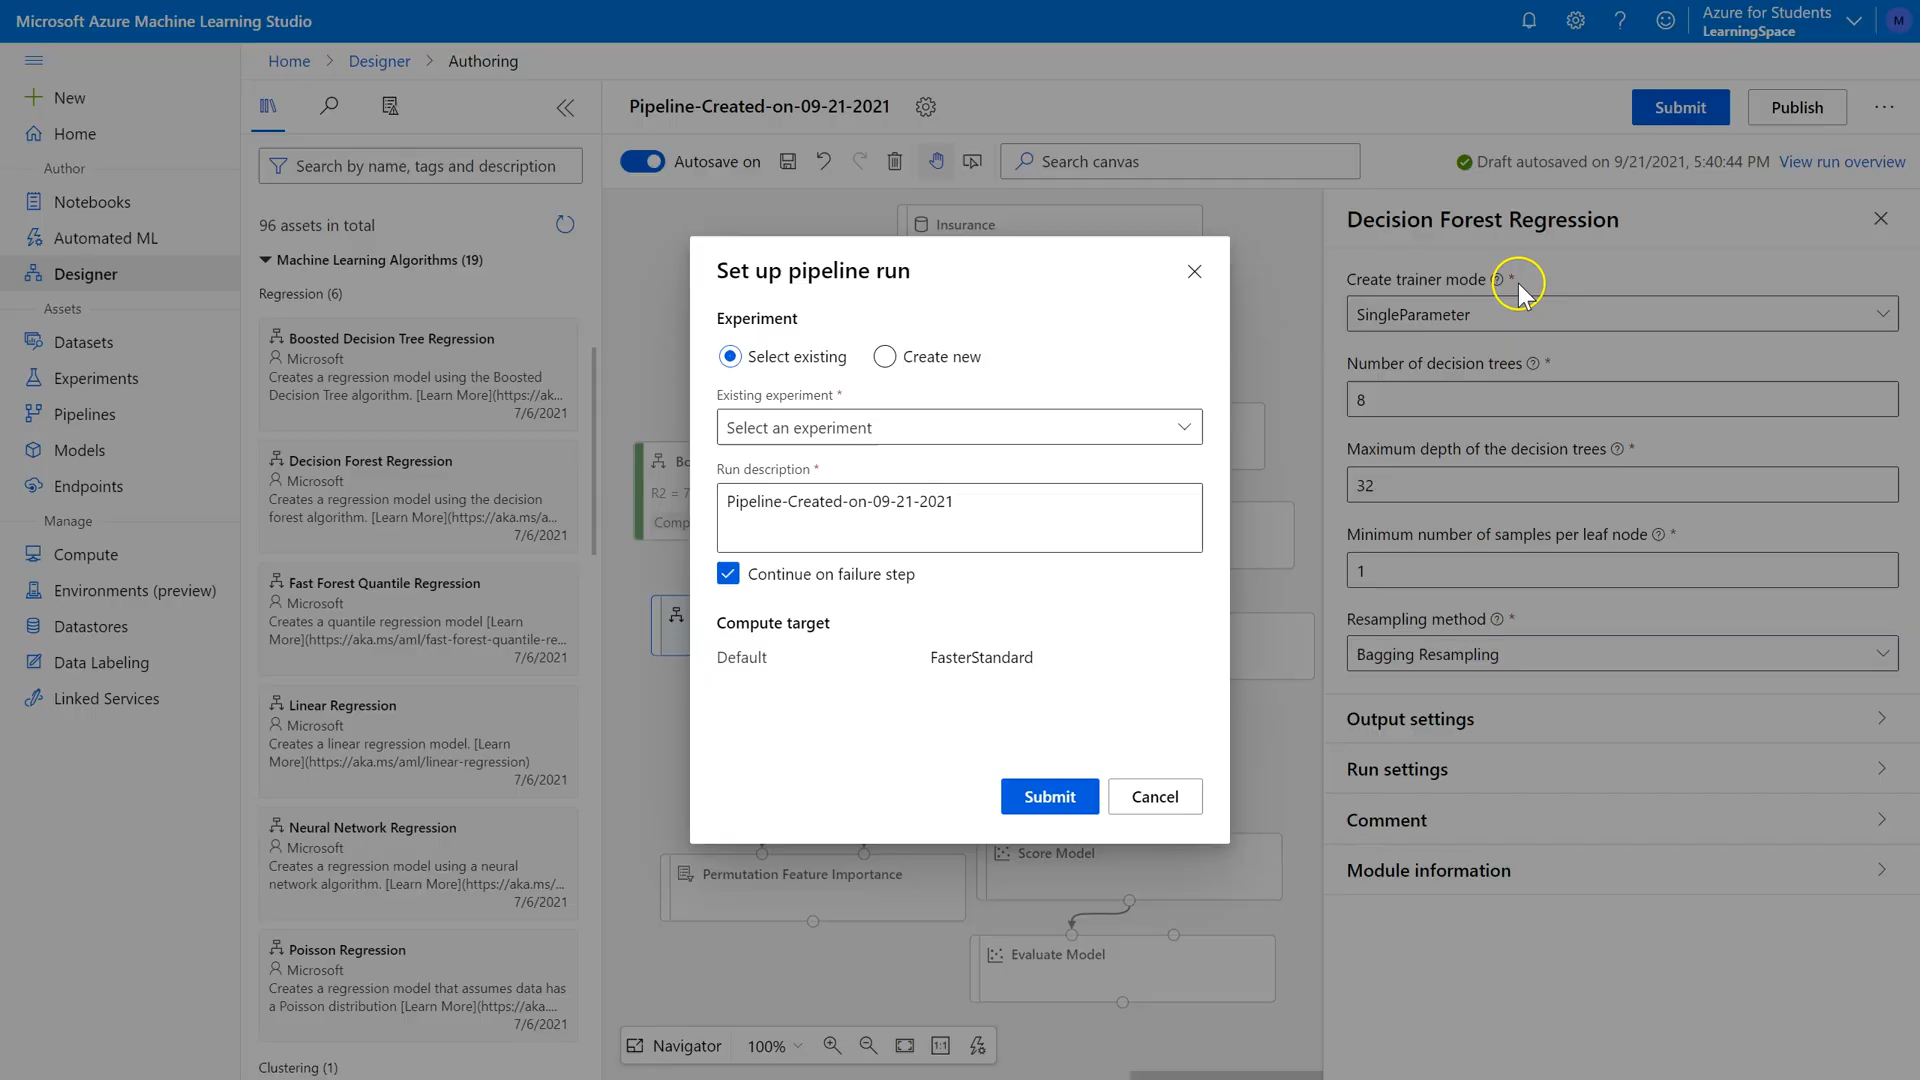 Microsoft Azure Machine Learning Studio
Azure for Students
LearningSpace
M
Home > Designer > Authoring
New
Home
Author
Notebooks
Automated ML
Designer
Assets
Datasets
Experiments
Pipelines
Models
Endpoints
Manage
Compute
Environments (preview)
Datastores
Data Labeling
Linked Services
Search by name, tags and description
96 assets in total
Machine Learning Algorithms (19)
Regression (6)
Boosted Decision Tree Regression
Microsoft
Creates a regression model using the Boosted
Decision Tree algorithm. [Learn More](https://ak...
7/6/2021
Decision Forest Regression
Microsoft
Creates a regression model using the decision
forest algorithm. [Learn More](https://aka.ms/a...
7/6/2021
Fast Forest Quantile Regression
Microsoft
Creates a quantile regression model [Learn
More](https://aka.ms/aml/fast-forest-quantile-re...
7/6/2021
Linear Regression
Microsoft
Creates a linear regression model. [Learn
More](https://aka.ms/aml/linear-regression)
7/6/2021
Neural Network Regression
Microsoft
Creates a regression model using a neural
network algorithm. [Learn More](https://aka.ms/...
7/6/2021
Poisson Regression
Microsoft
Creates a regression model that assumes data has
a Poisson distribution [Learn More](https://aka....
7/6/2021
Clustering (1)
Pipeline-Created-on-09-21-2021
Submit
Publish
Autosave on
Search canvas
Draft autosaved on 9/21/2021, 5:40:44 PM
View run overview
Insurance
Bo
R2 = 7
Comp
Set up pipeline run
Experiment
Select existing
Create new
Existing experiment *
Select an experiment
Run description *
Pipeline-Created-on-09-21-2021
Continue on failure step
Compute target
Default
FasterStandard
Submit
Cancel
Score Model
Permutation Feature Importance
Evaluate Model
Navigator
100%
1:1
Decision Forest Regression
Create trainer mode *
SingleParameter
Number of decision trees *
8
Maximum depth of the decision trees *
32
Minimum number of samples per leaf node *
1
Resampling method *
Bagging Resampling
Output settings
Run settings
Comment
Module information